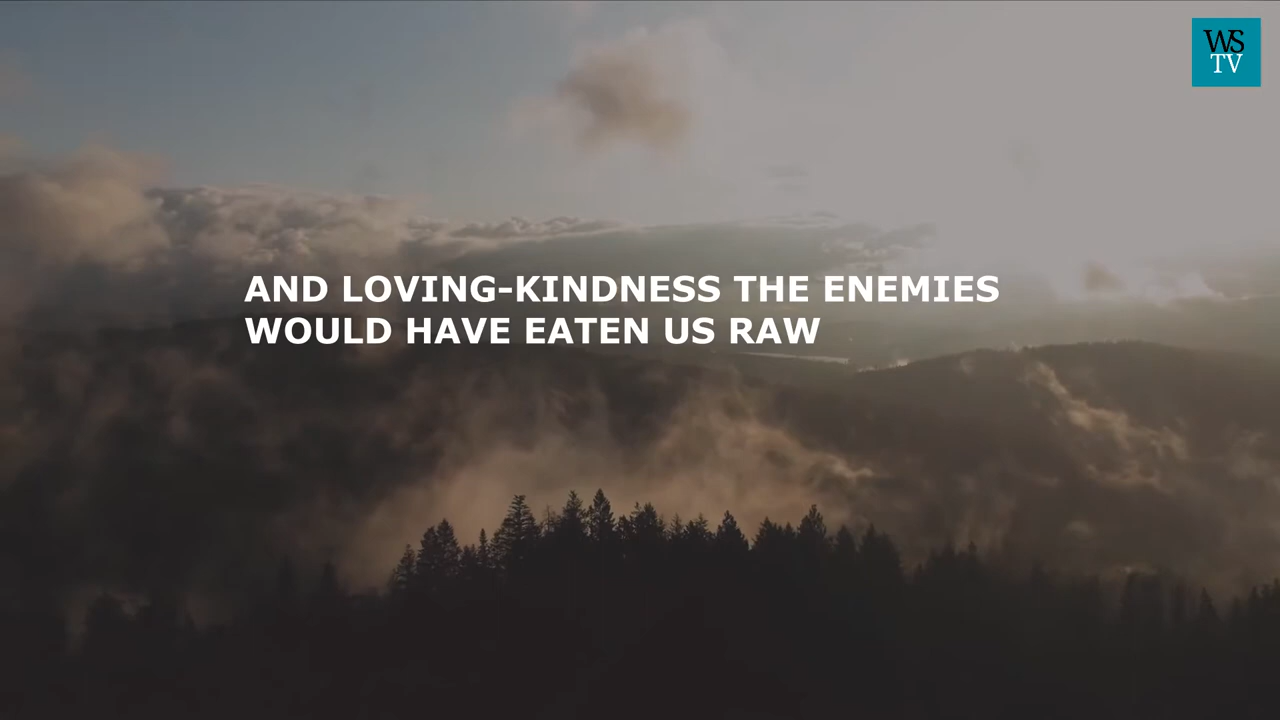 WS
TV
AND LOVING-KINDNESS THE ENEMIES
WOULD HAVE EATEN US RAW